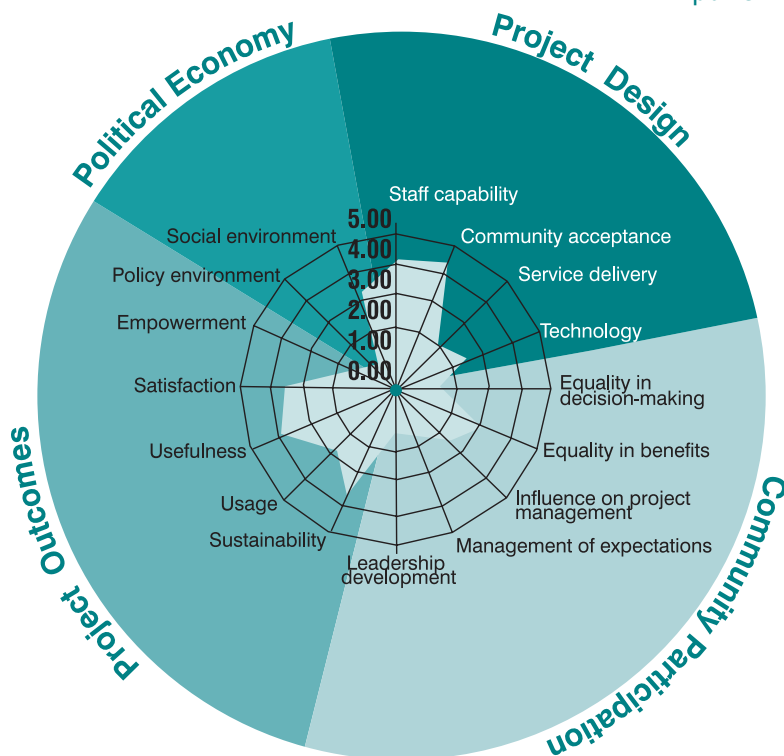 Political Economy
Project Design
Staff capability
5.00
4.00
3.00
2.00
1.00
0.00
Social environment
Community acceptance
Policy environment
Service delivery
Empowerment
Technology
Satisfaction
Equality in
decision-making
Usefulness
Equality in benefits
Usage
Influence on project
management
Sustainability
Management of expectations
Leadership
development
Project Outcomes
Community Participation